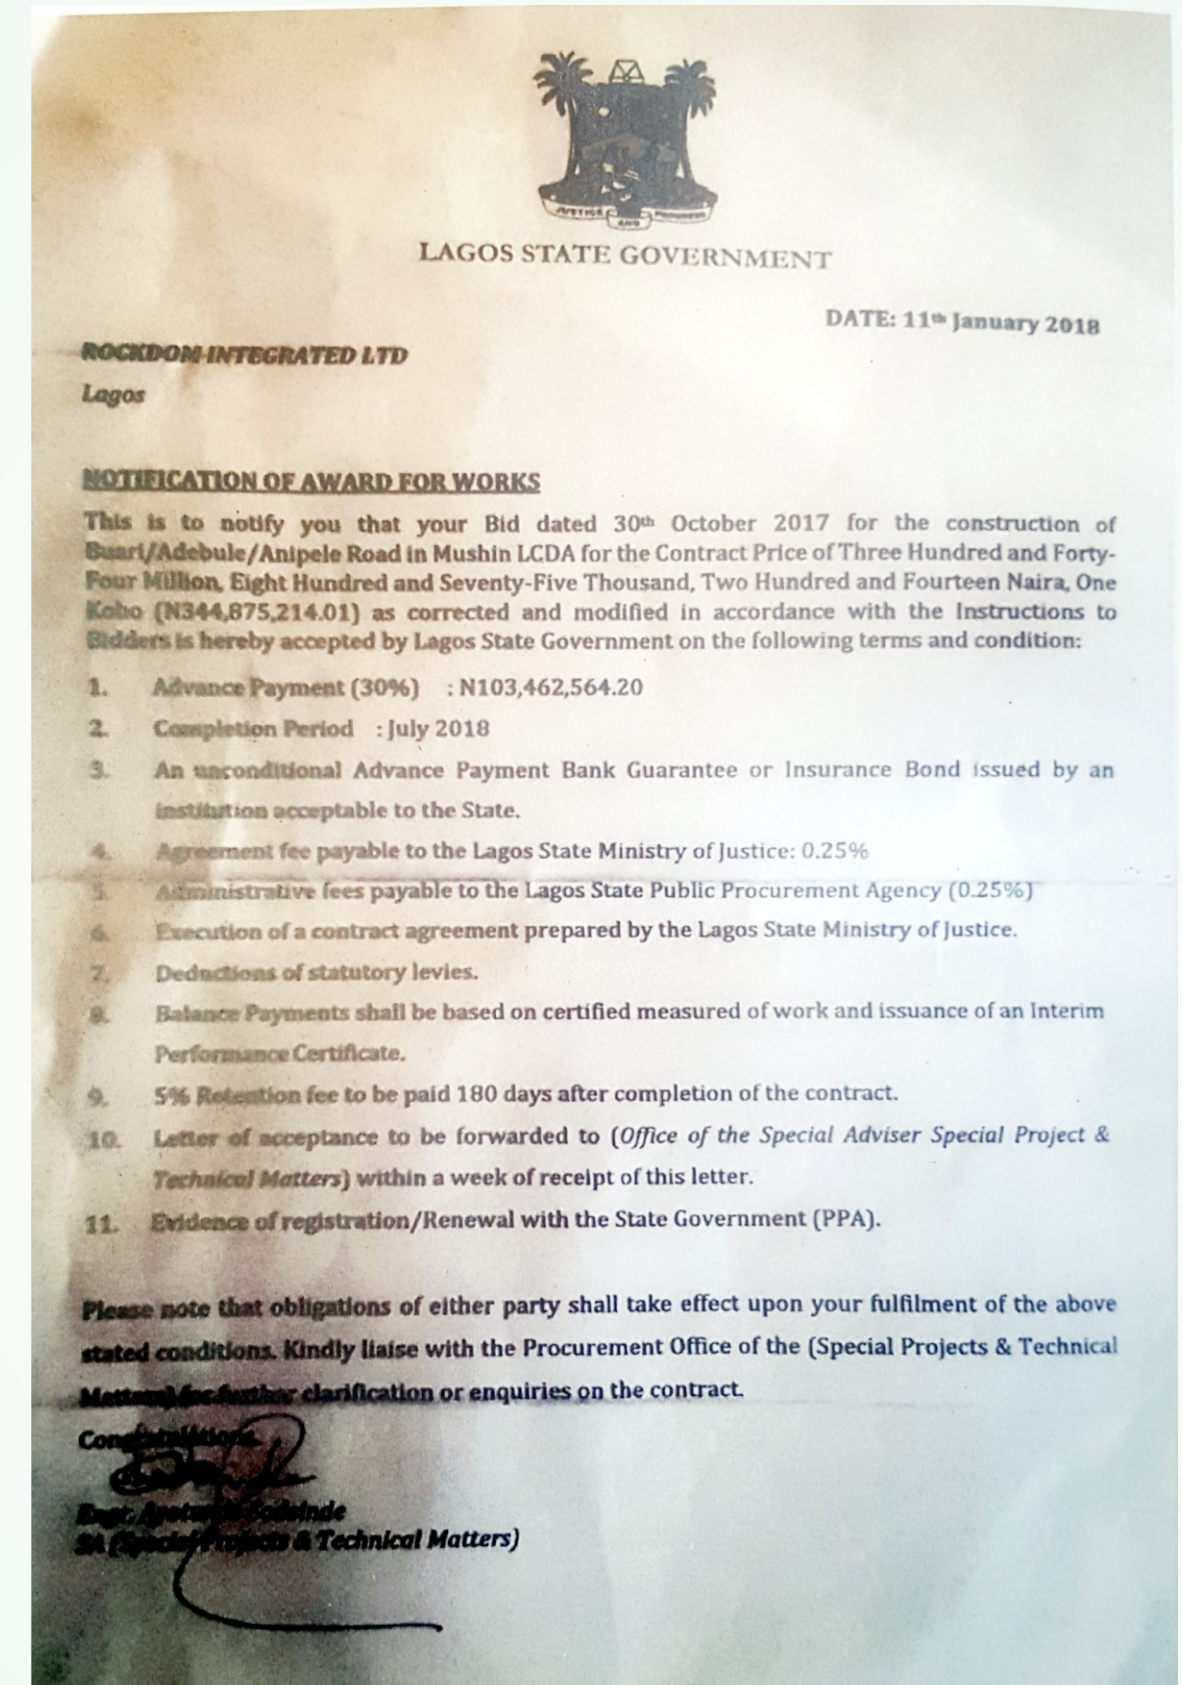 JUSTICE AND PROGRESS
LAGOS STATE GOVERNMENT
DATE: 11th January 2018
ROCKDOM INTEGRATED LTD
Lagos
NOTIFICATION OF AWARD FOR WORKS
This is to notify you that your Bid dated 30th October 2017 for the construction of
Buari/Adebule/Anipele Road in Mushin LCDA for the Contract Price of Three Hundred and Forty-
Four Million, Eight Hundred and Seventy-Five Thousand, Two Hundred and Fourteen Naira, One
Kobo (N344,875,214.01) as corrected and modified in accordance with the Instructions to
Bidders is hereby accepted by Lagos State Government on the following terms and condition:
1. Advance Payment (30%) : N103,462,564.20
2. Completion Period : July 2018
3. An unconditional Advance Payment Bank Guarantee or Insurance Bond issued by an
institution acceptable to the State.
4. Agreement fee payable to the Lagos State Ministry of Justice: 0.25%
5. Administrative fees payable to the Lagos State Public Procurement Agency (0.25%)
6. Execution of a contract agreement prepared by the Lagos State Ministry of Justice.
7. Deductions of statutory levies.
8. Balance Payments shall be based on certified measured of work and issuance of an Interim
Performance Certificate.
9. 5% Retention fee to be paid 180 days after completion of the contract.
10. Letter of acceptance to be forwarded to (Office of the Special Adviser Special Project &
Technical Matters) within a week of receipt of this letter.
11. Evidence of registration/Renewal with the State Government (PPA).
Please note that obligations of either party shall take effect upon your fulfilment of the above
stated conditions. Kindly liaise with the Procurement Office of the (Special Projects & Technical
Matters) for further clarification or enquiries on the contract.
Congratulations.
Engr. Sodeinde
SA (Special Projects & Technical Matters)